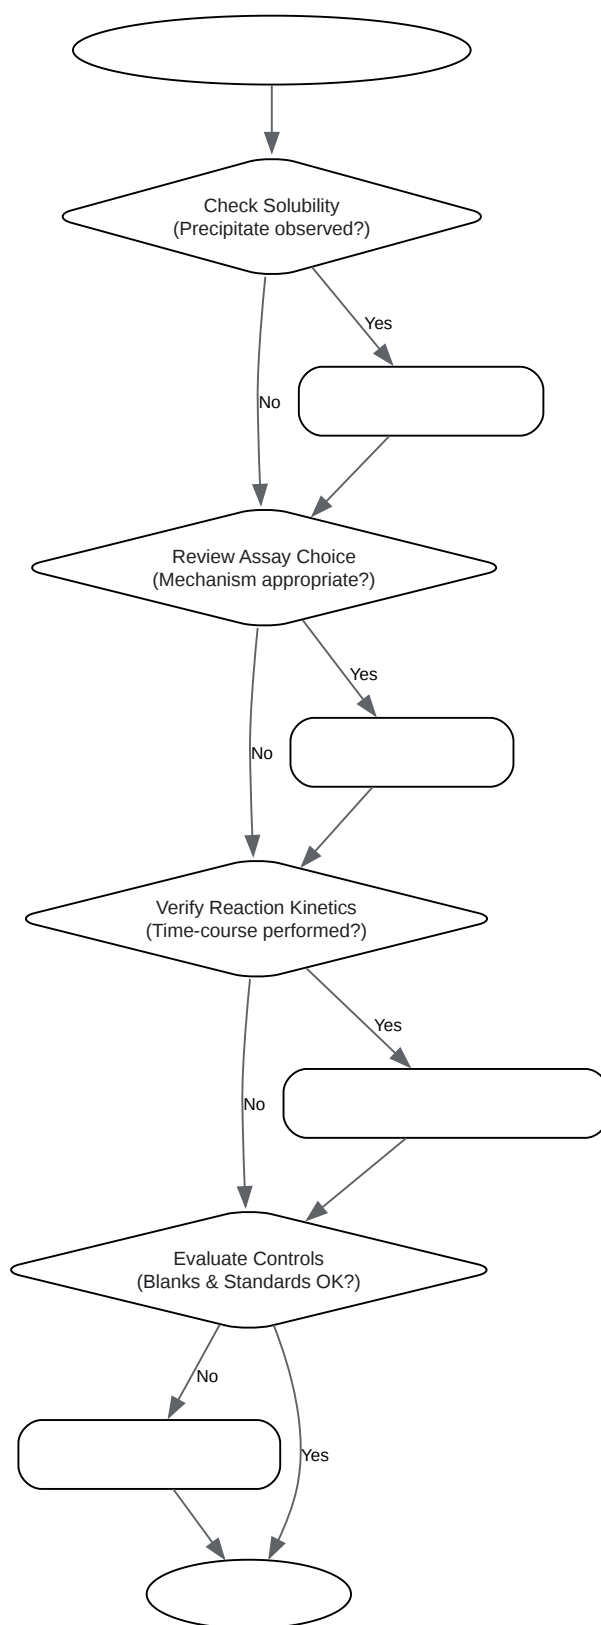 Check Solubility
(Precipitate observed?)
Yes
No
Review Assay Choice
(Mechanism appropriate?)
Yes
No
Verify Reaction Kinetics
(Time-course performed?)
Yes
No
Evaluate Controls
(Blanks & Standards OK?)
No
Yes